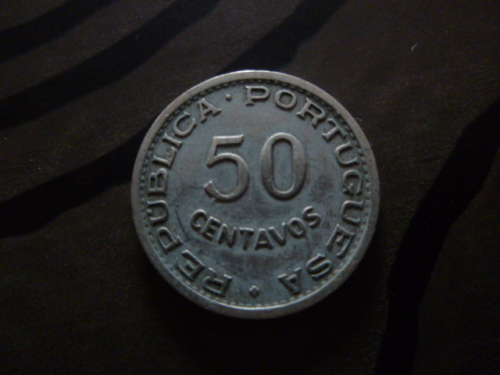 REPUBLICA · PORTUGUESA ·
50
CENTAVOS